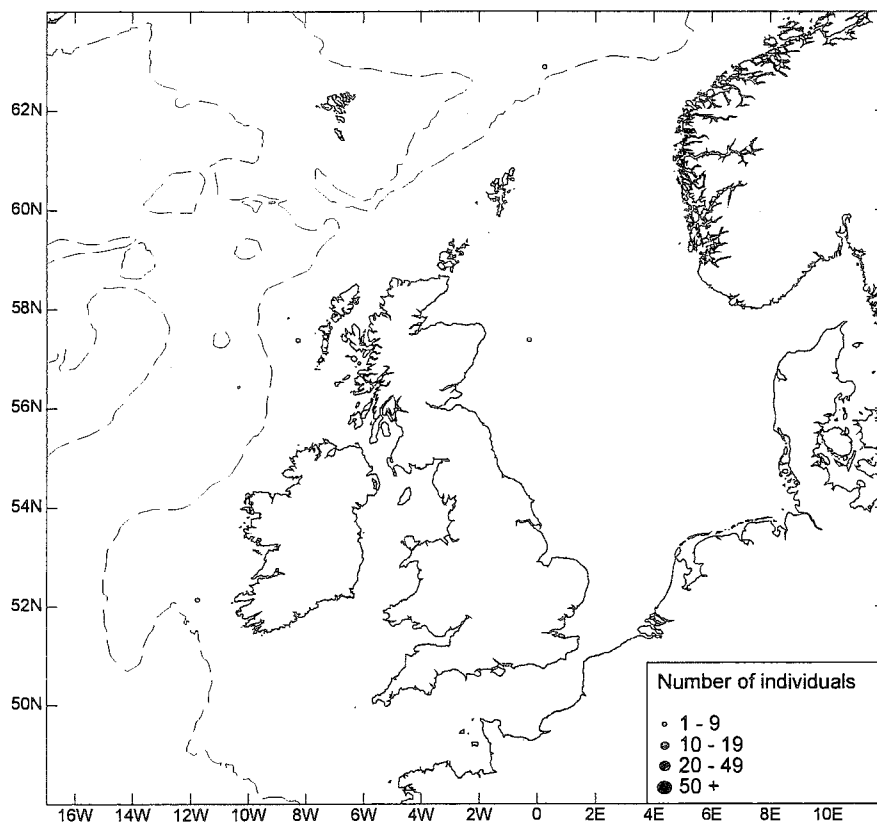 62N
60N
58N
56N
54N
52N
50N
Number of individuals
1 - 9
10 - 19
20 - 49
50 +
16W 14W 12W 10W 8W 6W 4W 2W 0 2E 4E 6E 8E 10E